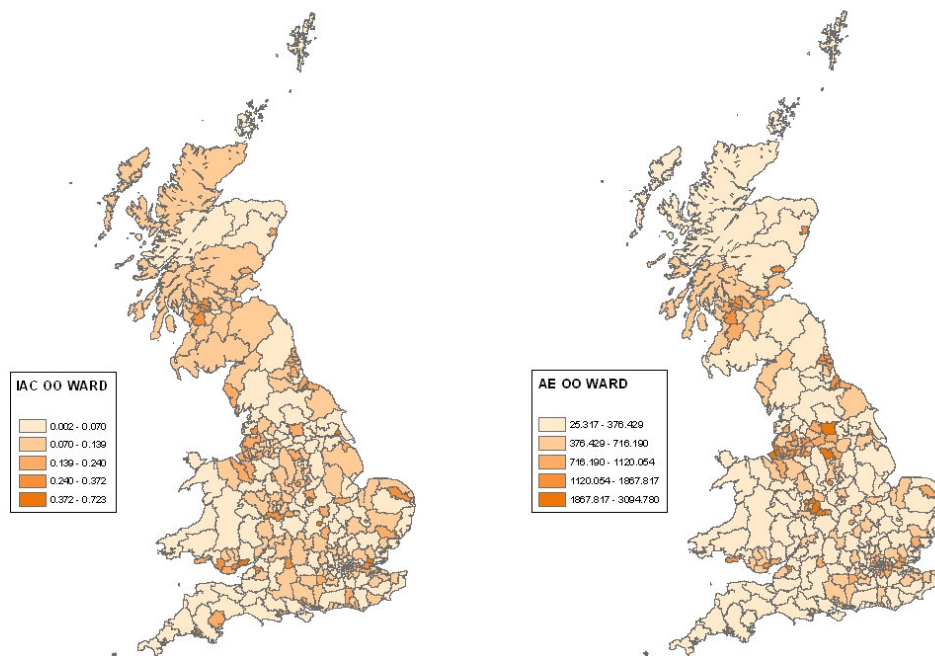 IAC OO WARD
0.002 - 0.070
0.070 - 0.139
0.139 - 0.240
0.240 - 0.372
0.372 - 0.723
AE OO WARD
25.317 - 376.429
376.429 - 716.190
716.190 - 1120.054
1120.054 - 1867.817
1867.817 - 3094.780